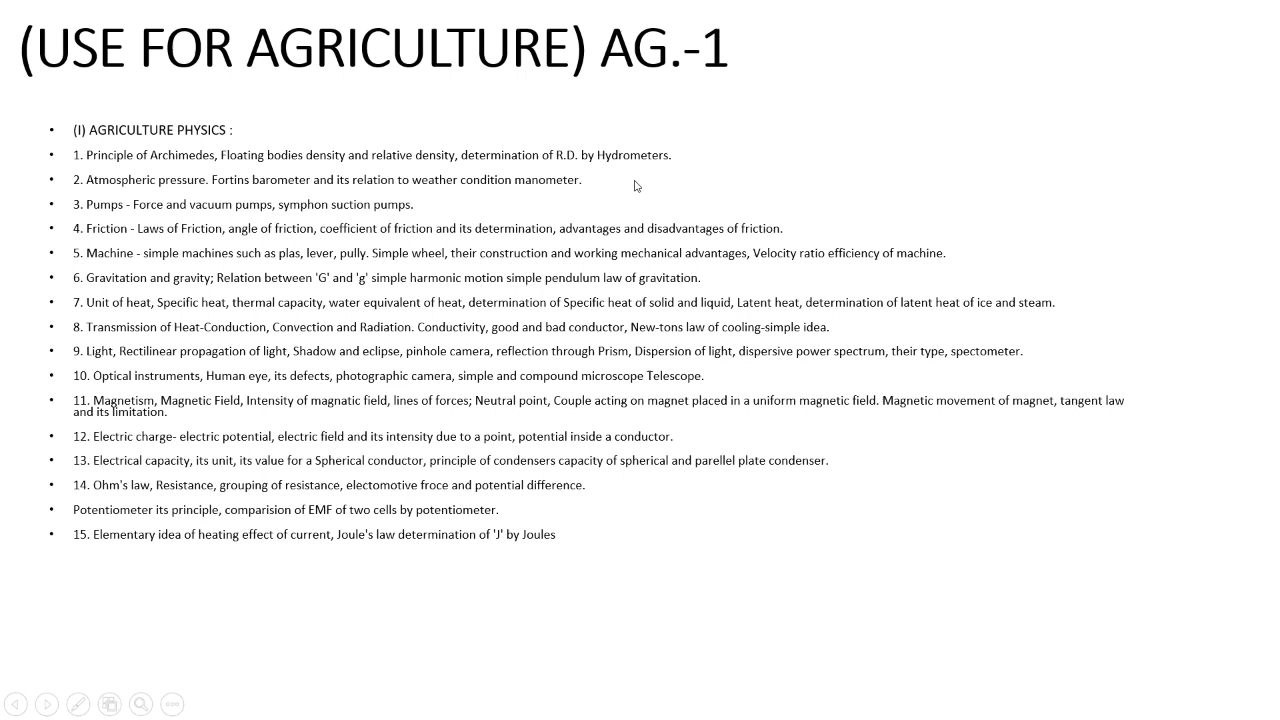 (USE FOR AGRICULTURE) AG.-1
• (I) AGRICULTURE PHYSICS :
• 1. Principle of Archimedes, Floating bodies density and relative density, determination of R.D. by Hydrometers.
• 2. Atmospheric pressure. Fortins barometer and its relation to weather condition manometer.
• 3. Pumps - Force and vacuum pumps, symphon suction pumps.
• 4. Friction - Laws of Friction, angle of friction, coefficient of friction and its determination, advantages and disadvantages of friction.
• 5. Machine - simple machines such as plas, lever, pully. Simple wheel, their construction and working mechanical advantages, Velocity ratio efficiency of machine.
• 6. Gravitation and gravity; Relation between 'G' and 'g' simple harmonic motion simple pendulum law of gravitation.
• 7. Unit of heat, Specific heat, thermal capacity, water equivalent of heat, determination of Specific heat of solid and liquid, Latent heat, determination of latent heat of ice and steam.
• 8. Transmission of Heat-Conduction, Convection and Radiation. Conductivity, good and bad conductor, New-tons law of cooling-simple idea.
• 9. Light, Rectilinear propagation of light, Shadow and eclipse, pinhole camera, reflection through Prism, Dispersion of light, dispersive power spectrum, their type, spectometer.
• 10. Optical instruments, Human eye, its defects, photographic camera, simple and compound microscope Telescope.
• 11. Magnetism, Magnetic Field, Intensity of magnatic field, lines of forces; Neutral point, Couple acting on magnet placed in a uniform magnetic field. Magnetic movement of magnet, tangent law
and its limitation.
• 12. Electric charge- electric potential, electric field and its intensity due to a point, potential inside a conductor.
• 13. Electrical capacity, its unit, its value for a Spherical conductor, principle of condensers capacity of spherical and parellel plate condenser.
• 14. Ohm's law, Resistance, grouping of resistance, electomotive froce and potential difference.
• Potentiometer its principle, comparision of EMF of two cells by potentiometer.
• 15. Elementary idea of heating effect of current, Joule's law determination of 'J' by Joules